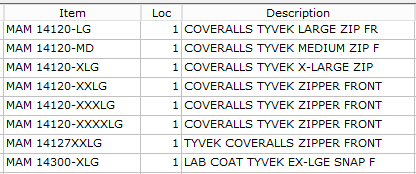 Item Loc Description
MAM 14120-LG 1 COVERALLS TYVEK LARGE ZIP FR
MAM 14120-MD 1 COVERALLS TYVEK MEDIUM ZIP F
MAM 14120-XLG 1 COVERALLS TYVEK X-LARGE ZIP
MAM 14120-XXLG 1 COVERALLS TYVEK ZIPPER FRONT
MAM 14120-XXXLG 1 COVERALLS TYVEK ZIPPER FRONT
MAM 14120-XXXXLG 1 COVERALLS TYVEK ZIPPER FRONT
MAM 14127XXLG 1 TYVEK COVERALLS ZIPPER FRONT
MAM 14300-XLG 1 LAB COAT TYVEK EX-LGE SNAP F